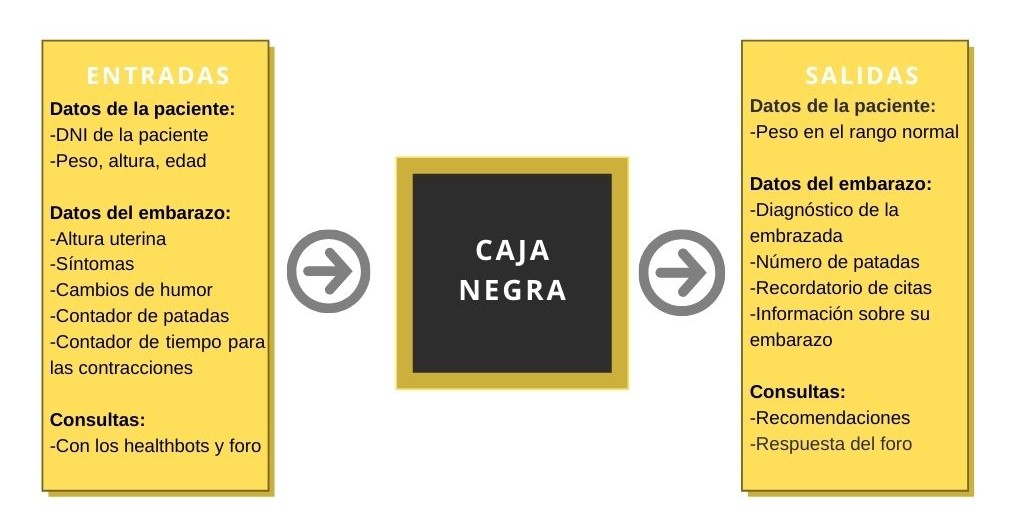 ENTRADAS
Datos de la paciente:
-DNI de la paciente
-Peso, altura, edad
Datos del embarazo:
-Altura uterina
-Síntomas
-Cambios de humor
-Contador de patadas
-Contador de tiempo para
las contracciones
Consultas:
-Con los healthbots y foro
CAJA
NEGRA
SALIDAS
Datos de la paciente:
-Peso en el rango normal
Datos del embarazo:
-Diagnóstico de la
embrazada
-Número de patadas
-Recordatorio de citas
-Información sobre su
embarazo
Consultas:
-Recomendaciones
-Respuesta del foro